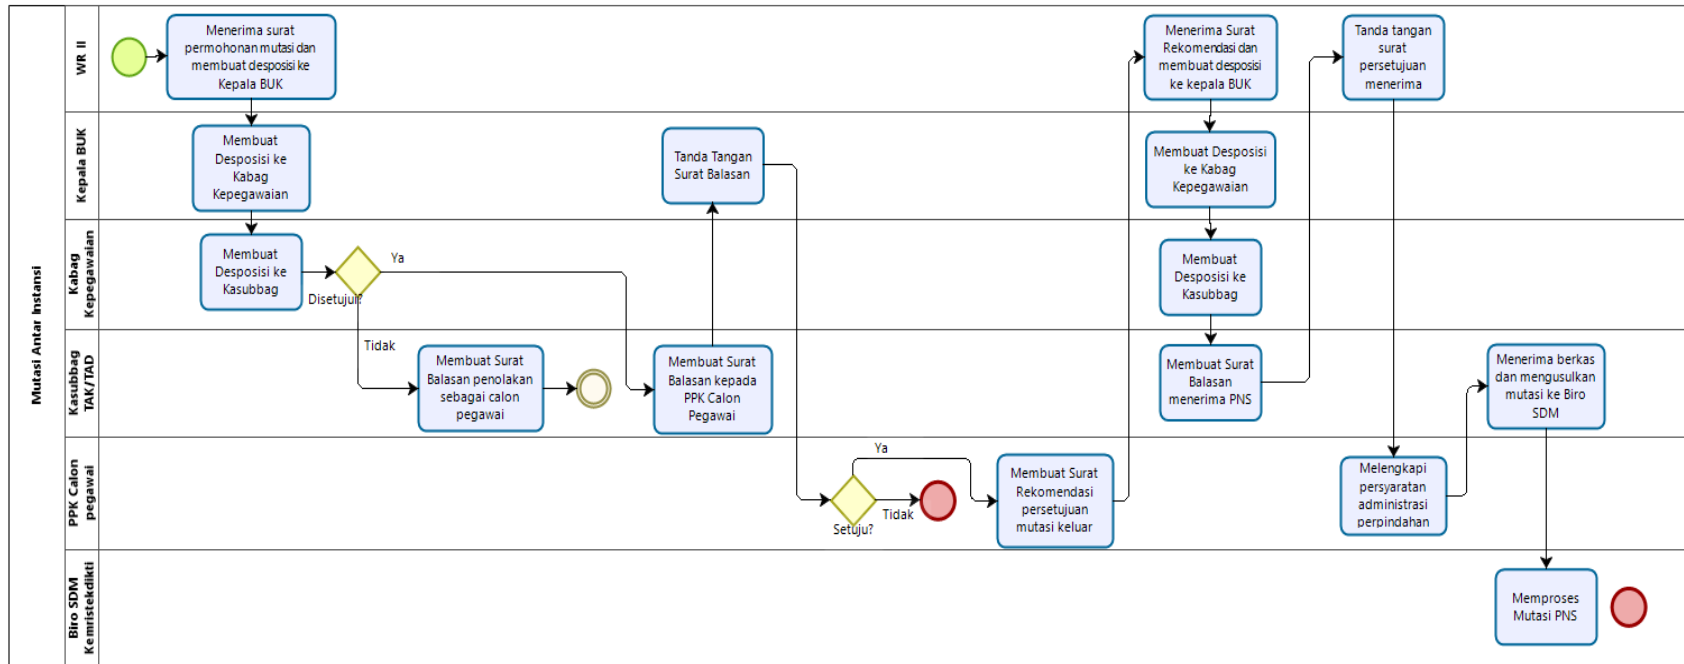 Mutasi Antar Instansi
WR II
Menerima surat
permohonan mutasi dan
membuat desposisi ke
Kepala BUK
Menerima Surat
Rekomendasi dan
membuat desposisi
ke kepala BUK
Tanda tangan
surat
persetujuan
menerima
Kepala BUK
Membuat
Desposisi ke
Kabag
Kepegawaian
Tanda Tangan
Surat Balasan
Membuat Desposisi
ke Kabag
Kepegawaian
Kabag
Kepegawaian
Membuat
Desposisi ke
Kasubbag
Disetujui?
Ya
Tidak
Membuat
Desposisi ke
Kasubbag
Kasubbag
TAK/TAD
Membuat Surat
Balasan penolakan
sebagai calon
pegawai
Membuat Surat
Balasan kepada
PPK Calon
Pegawai
Membuat Surat
Balasan
menerima PNS
Menerima berkas
dan mengusulkan
mutasi ke Biro
SDM
PPK Calon
pegawai
Setuju?
Ya
Tidak
Membuat Surat
Rekomendasi
persetujuan
mutasi keluar
Melengkapi
persyaratan
administrasi
perpindahan
Biro SDM
Kemristekdikti
Memproses
Mutasi PNS